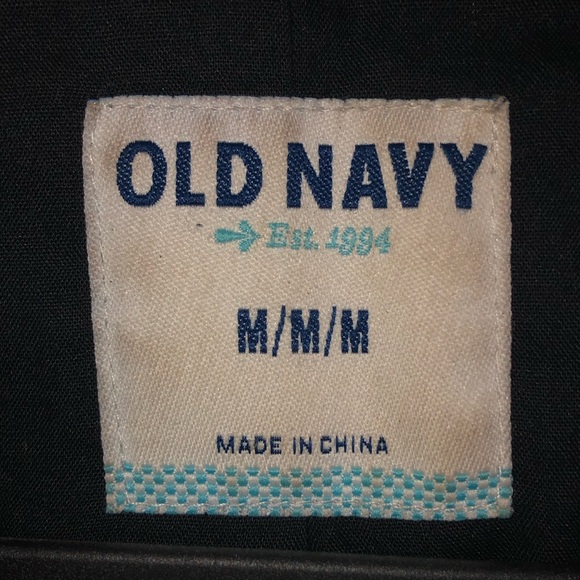 OLD NAVY
Est. 1994
M/M/M
MADE IN CHINA